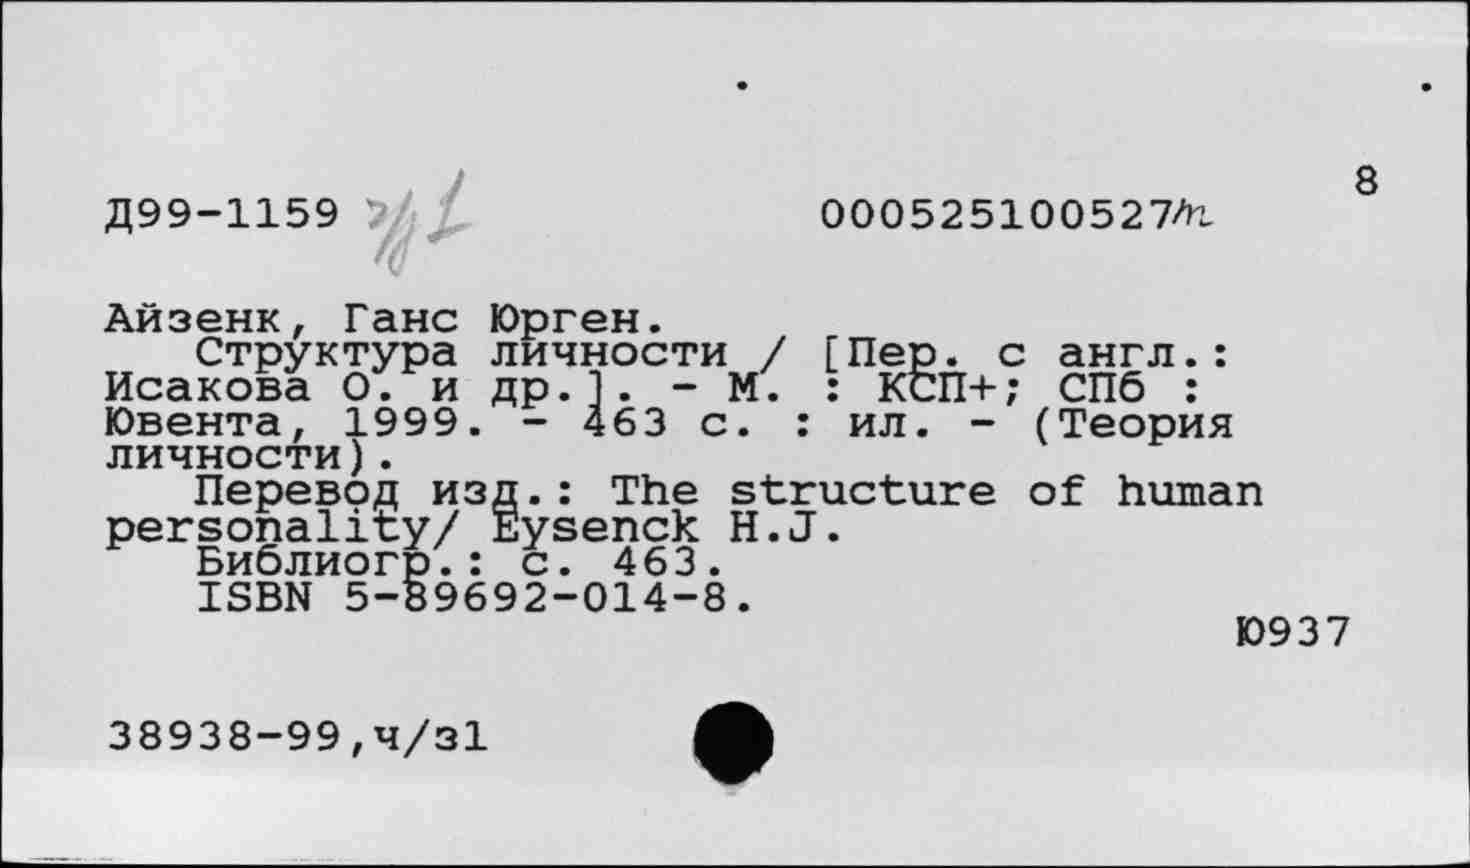 8
Д99-1159 000525100527
Айзенк, Ганс Юрген.
Структура личности / [Пер. с англ.:
Исакова О. и др.]. - М. : КСП+; СПб :
Ювента, 1999. - 463 с. : ил. - (Теория
личности).
Перевод изд.: The structure of human
personality/ Eysenck H.J.
Библиогр.: с. 463.
ISBN 5-89692-014-8.
Ю937
38938-99,ч/з1